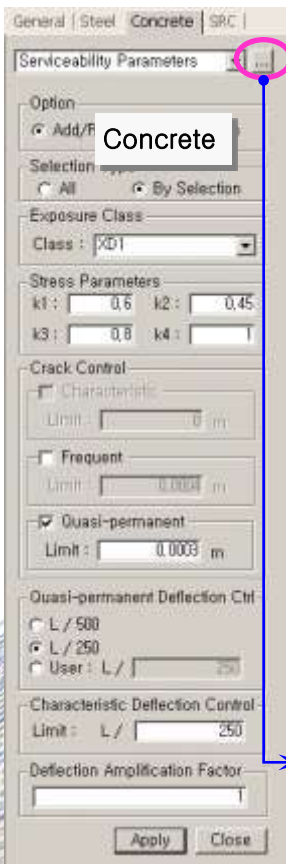 General Steel Concrete SRC
Serviceability Parameters ...
Option
Add/R
Concrete
Selection Type
All By Selection
Exposure Class
Class : XD1
Stress Parameters
k1 : 0,6 k2 : 0,45
k3 : 0,8 k4 : 1
Crack Control
Characteristic
Limit : 0 m
Frequent
Limit : 0.0004 m
Quasi-permanent
Limit : 0.0003 m
Quasi-permanent Deflection Ctrl
L / 500
L / 250
User : L / 250
Characteristic Deflection Control
Limit : L / 250
Deflection Amplification Factor
1
Apply Close